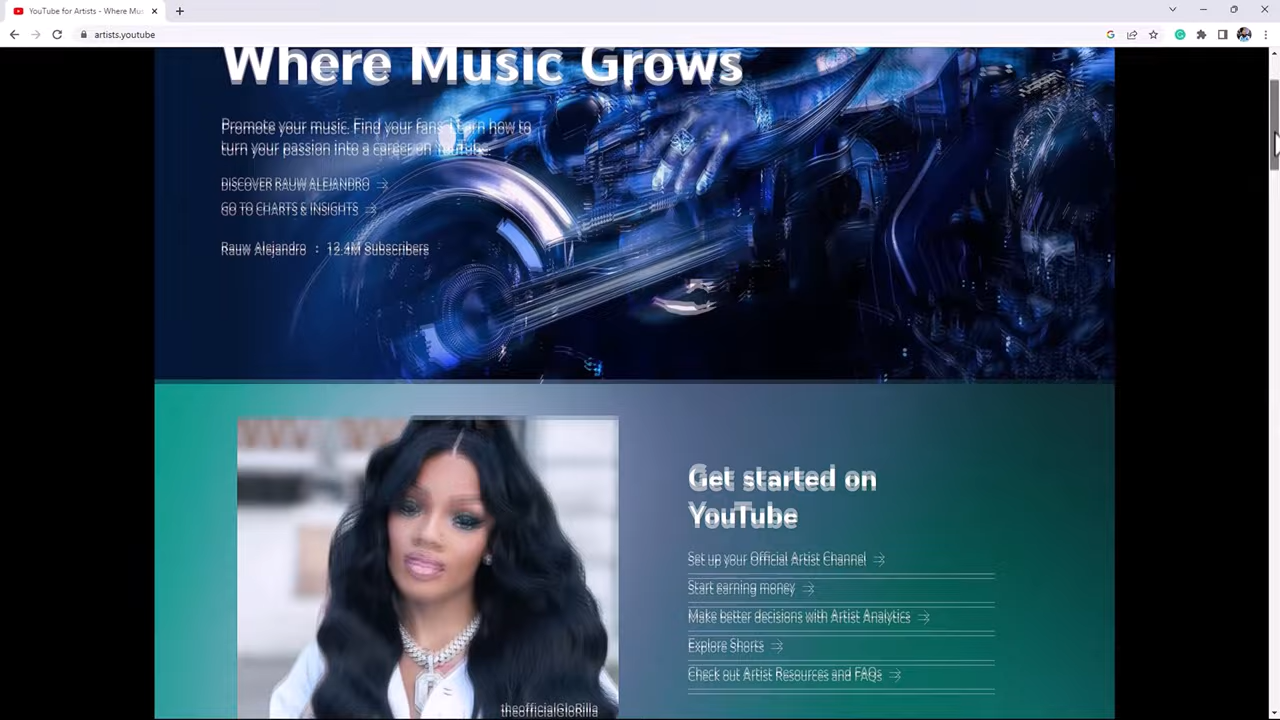 YouTube for Artists - Where Mus
artists.youtube
Where Music Grows
Promote your music. Find your fans. Learn how to
turn your passion into a career on YouTube.
DISCOVER RAUW ALEJANDRO
GO TO CHARTS & INSIGHTS
Rauw Alejandro : 12.4M Subscribers
Get started on
YouTube
Set up your Official Artist Channel
Start earning money
Make better decisions with Artist Analytics
Explore Shorts
Check out Artist Resources and FAQs
theofficialGloRilla